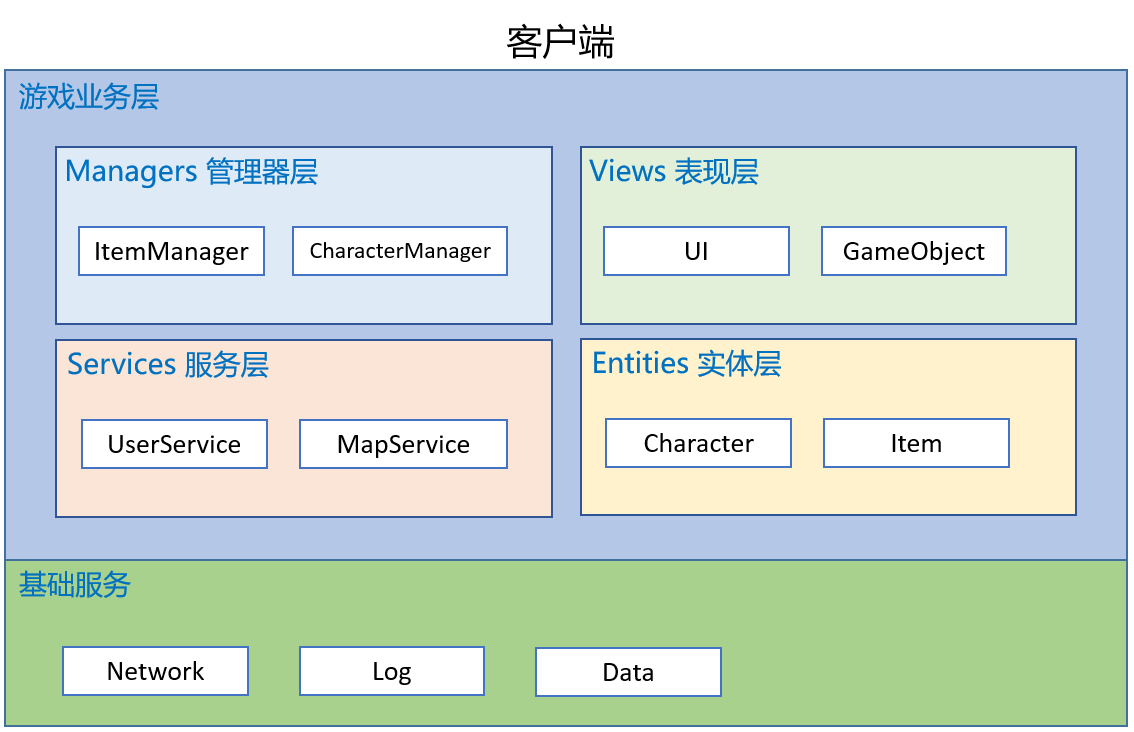 客户端
游戏业务层
Managers 管理器层
ItemManager
CharacterManager
Views 表现层
UI
GameObject
Services 服务层
UserService
MapService
Entities 实体层
Character
Item
基础服务
Network
Log
Data